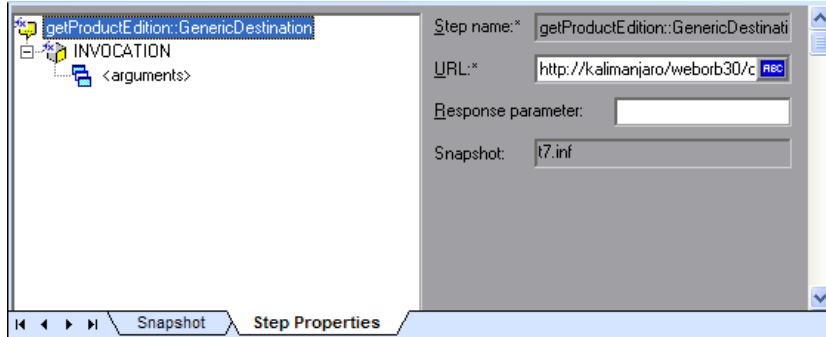 getProductEdition::GenericDestination
INVOCATION
<arguments>
Step name:* getProductEdition::GenericDestinati
URL:* http://kalimanjaro/weborb30/c ABC
Response parameter:
Snapshot: t7.inf
Snapshot Step Properties